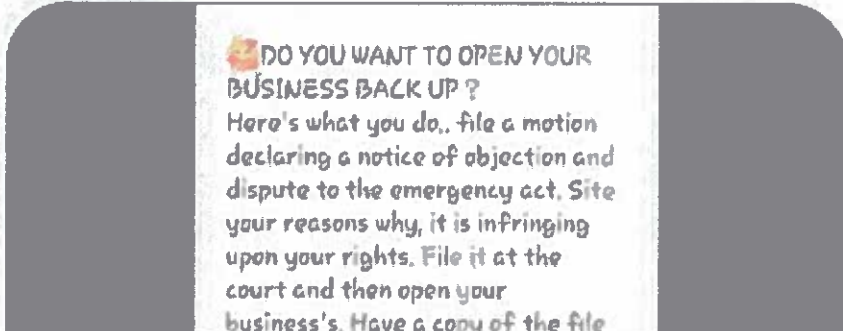 🥰DO YOU WANT TO OPEN YOUR
BUSINESS BACK UP ?
Here's what you do,. file a motion
declaring a notice of objection and
dispute to the emergency act. Site
your reasons why, it is infringing
upon your rights. File it at the
court and then open your
business's. Have a copy of the file